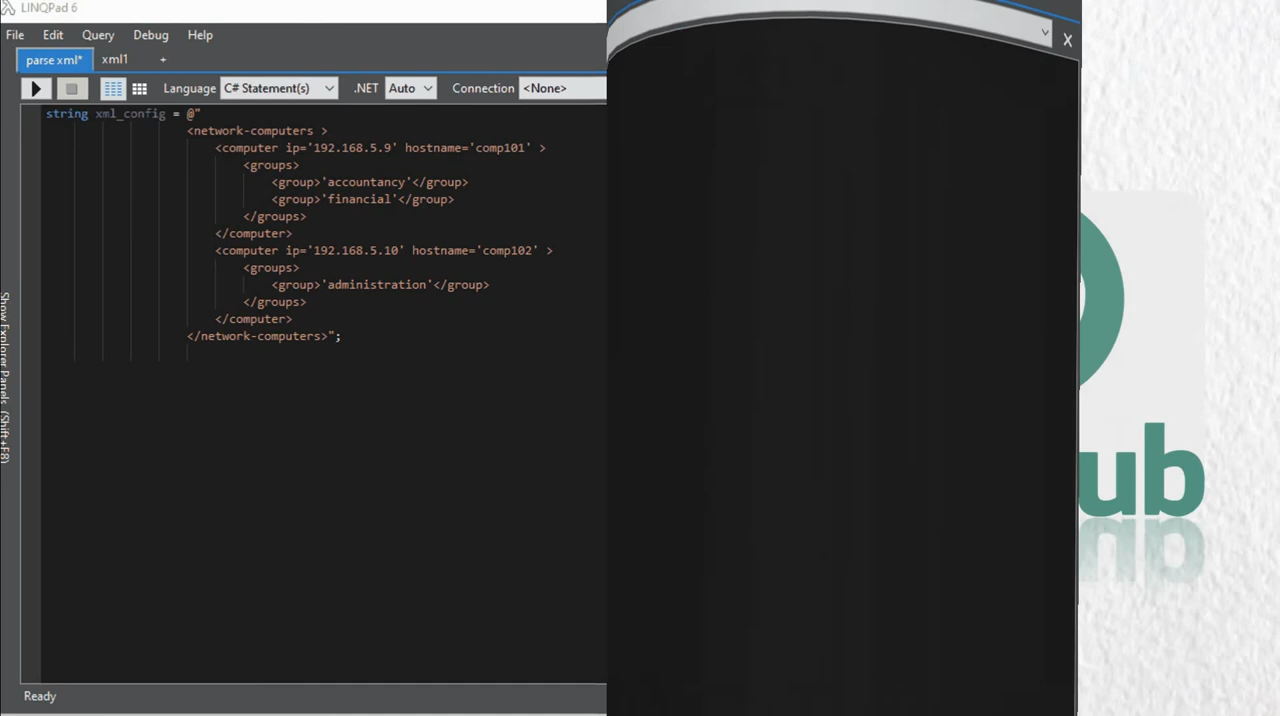 LINQPad 6
File Edit Query Debug Help
parse xml* xml1 +
Language C# Statement(s) .NET Auto Connection <None>
X
string xml_config = @"
<network-computers >
<computer ip='192.168.5.9' hostname='comp101' >
<groups>
<group>'accountancy'</group>
<group>'financial'</group>
</groups>
</computer>
<computer ip='192.168.5.10' hostname='comp102' >
<groups>
<group>'administration'</group>
</groups>
</computer>
</network-computers>";
Show Explorer Panels (Shift+F8)
ub
Ready